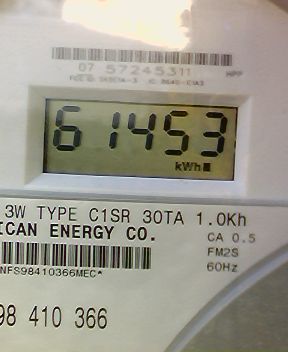 07 57245311 HPP
61453
kWh
3W TYPE C1SR 30TA 1.0Kh
ICAN ENERGY CO.
CA 0.5
FM2S
60Hz
NFS98410366MEC*
98 410 366